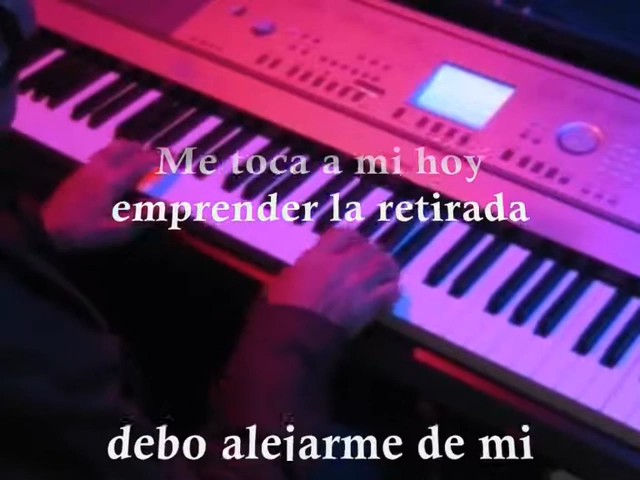 Me toca a mi hoy
emprender la retirada
debo alejarme de mi